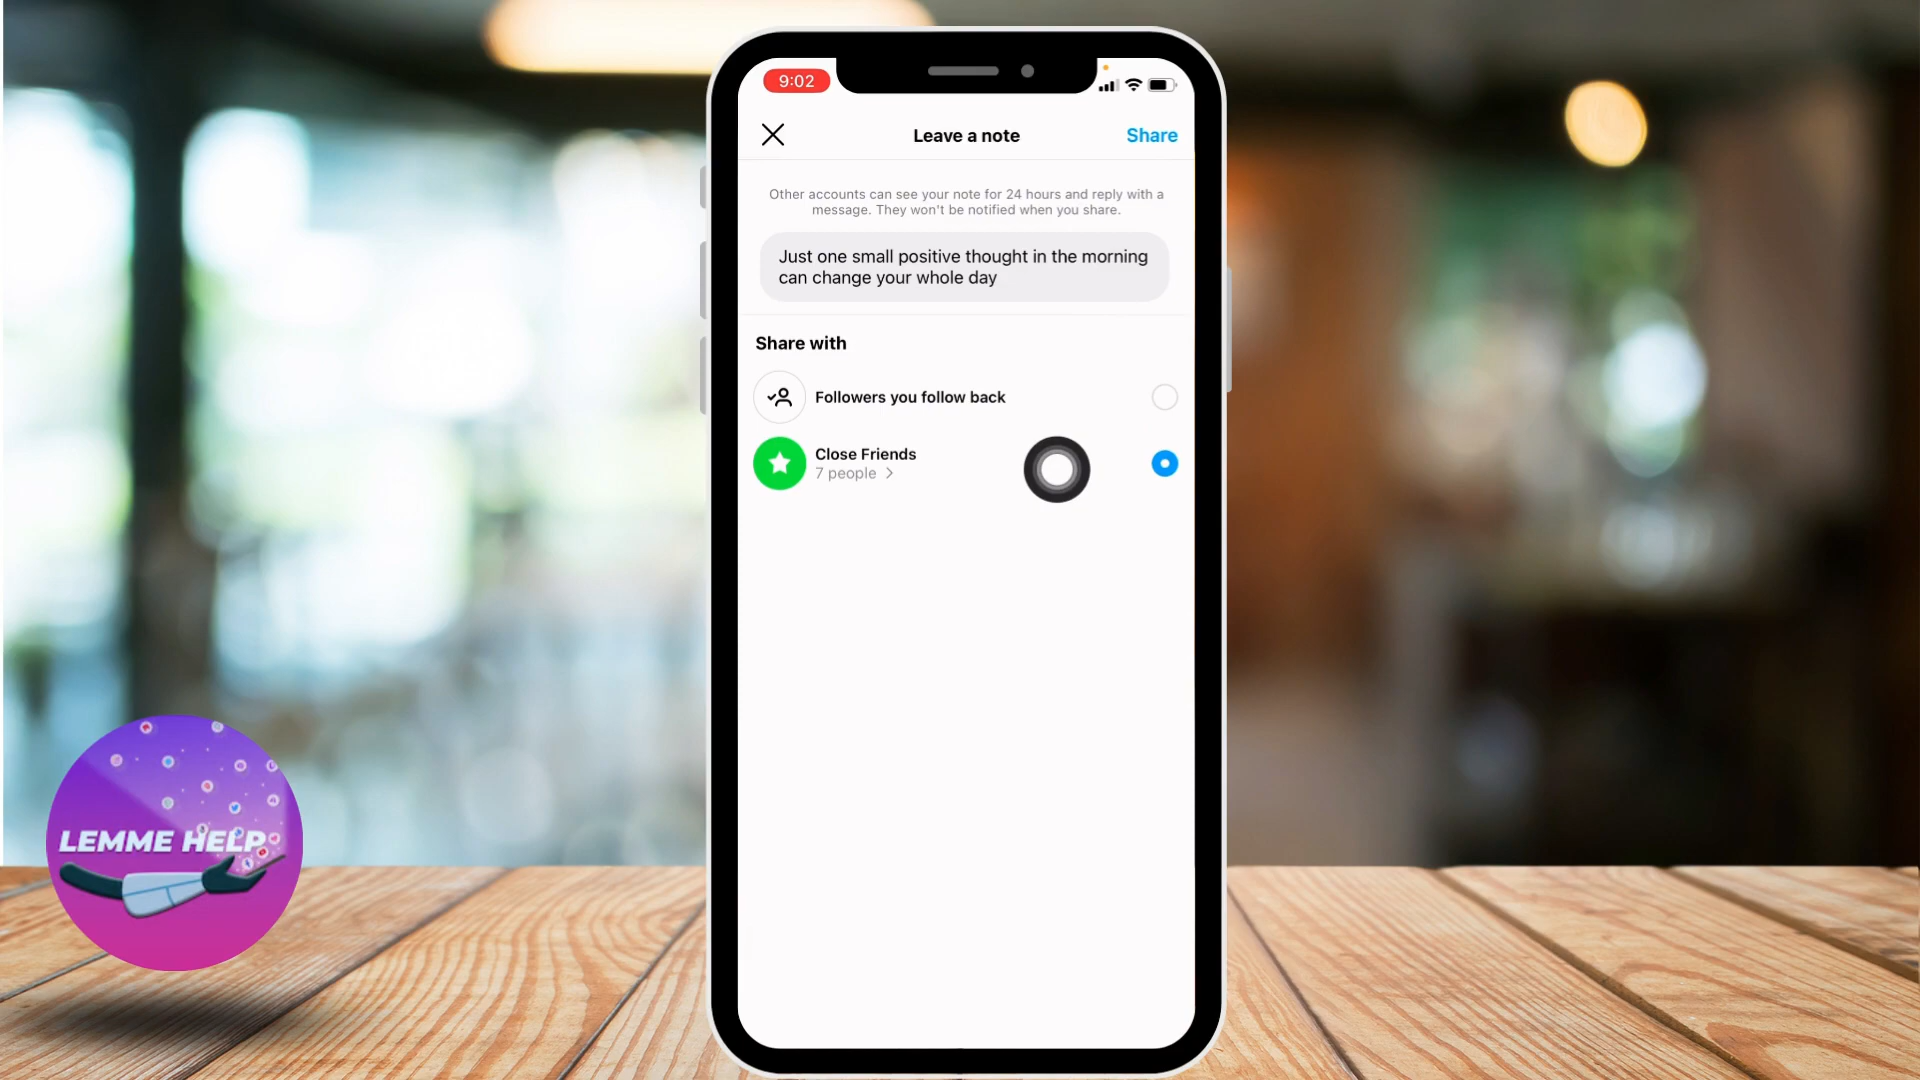 9:02
Leave a note
Share
Other accounts can see your note for 24 hours and reply with a
message. They won't be notified when you share.
Just one small positive thought in the morning
can change your whole day
Share with
Followers you follow back
Close Friends
7 people
LEMME HELP